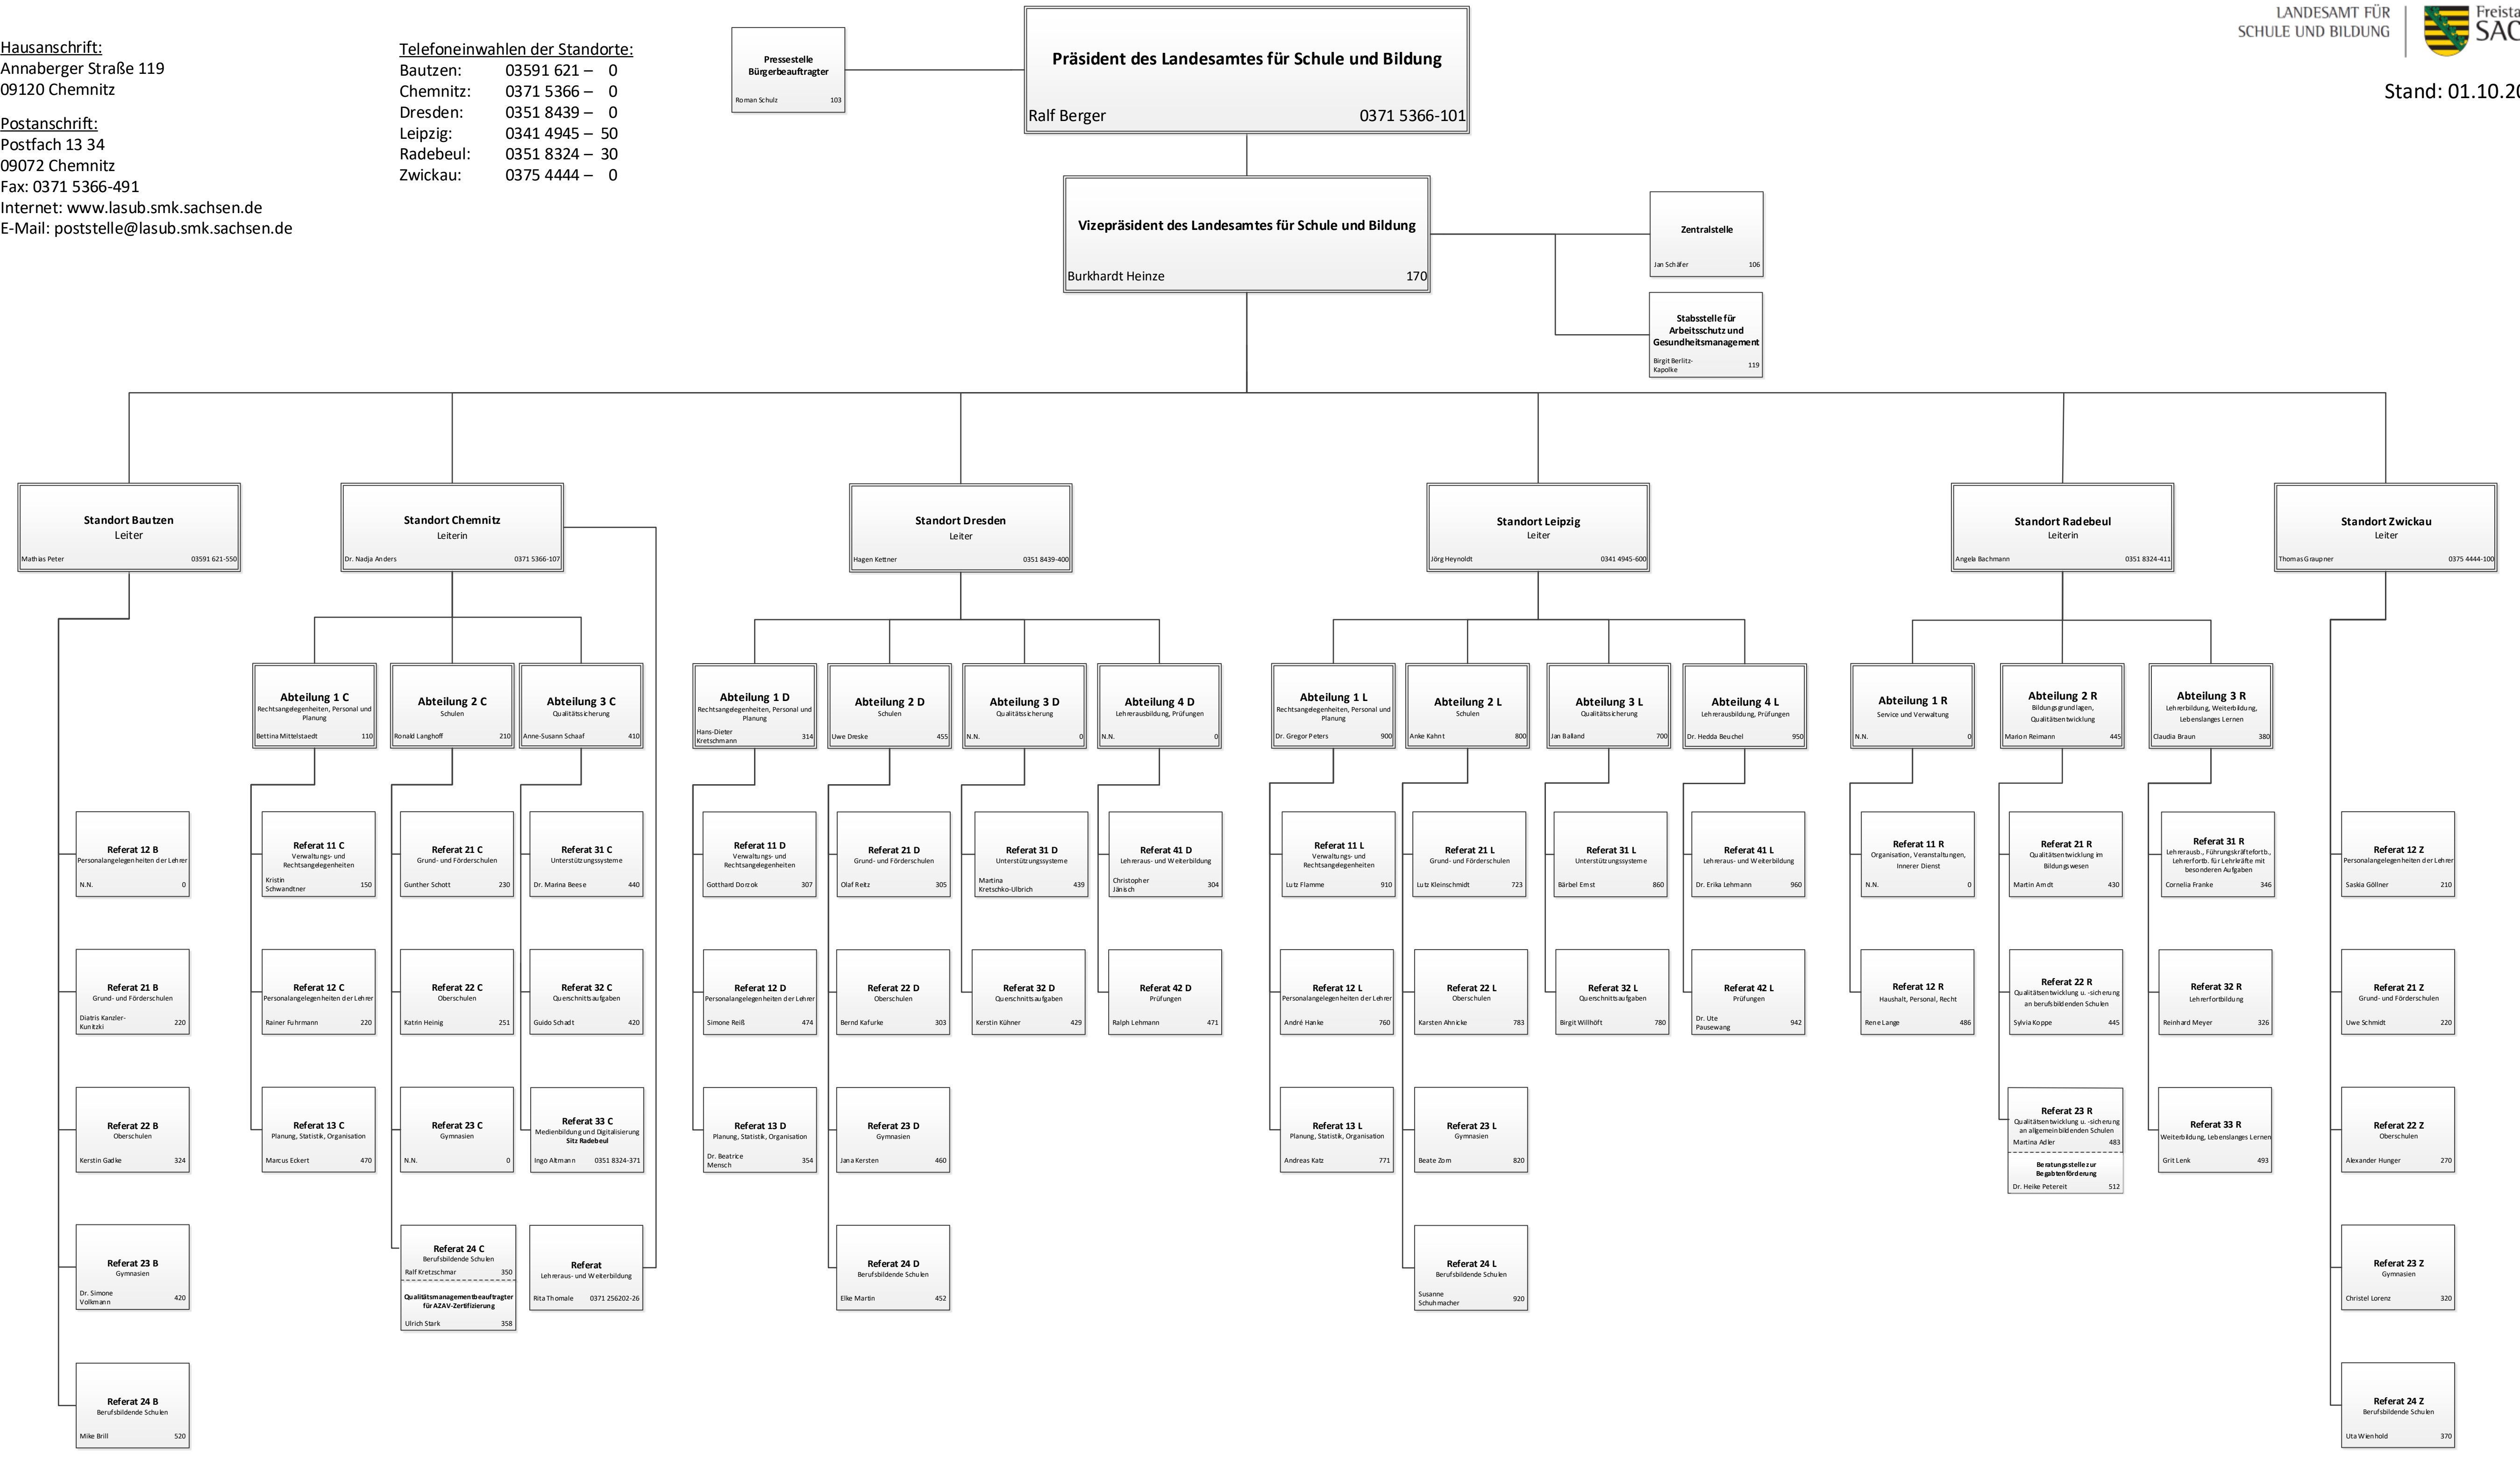 Hausanschrift:
Annaberger Straße 119
09120 Chemnitz
Postanschrift:
Postfach 13 34
09072 Chemnitz
Fax: 0371 5366-491
Internet: www.lasub.smk.sachsen.de
E-Mail: poststelle@lasub.smk.sachsen.de
Telefoneinwahlen der Standorte:
Bautzen: 03591 621 – 0
Chemnitz: 0371 5366 – 0
Dresden: 0351 8439 – 0
Leipzig: 0341 4945 – 50
Radebeul: 0351 8324 – 30
Zwickau: 0375 4444 – 0
Pressestelle
Bürgerbeauftragter
Roman Schulz 103
Präsident des Landesamtes für Schule und Bildung
Ralf Berger 0371 5366-101
LANDESAMT FÜR
SCHULE UND BILDUNG
Stand: 01.10.
Vizepräsident des Landesamtes für Schule und Bildung
Burkhardt Heinze 170
Zentralstelle
Jan Schäfer 106
Stabsstelle für
Arbeitsschutz und
Gesundheitsmanagement
Birgit Berlitz-
Kapolke 119
Standort Bautzen
Leiter
Mathias Peter 03591 621-550
Standort Chemnitz
Leiterin
Dr. Nadja Anders 0371 5366-107
Standort Dresden
Leiter
Hagen Kettner 0351 8439-400
Standort Leipzig
Leiter
Jörg Heynoldt 0341 4945-600
Standort Radebeul
Leiterin
Angela Bachmann 0351 8324-411
Standort Zwickau
Leiter
Thomas Graupner 0375 4444-100
Abteilung 1 C
Rechtsangelegenheiten, Personal und
Planung
Bettina Mittelstaedt 110
Abteilung 2 C
Schulen
Ronald Langhoff 210
Abteilung 3 C
Qualitätssicherung
Anne-Susann Schaaf 410
Abteilung 1 D
Rechtsangelegenheiten, Personal und
Planung
Hans-Dieter
Kretschmann 314
Abteilung 2 D
Schulen
Uwe Dreske 455
Abteilung 3 D
Qualitätssicherung
N.N. 0
Abteilung 4 D
Lehrerausbildung, Prüfungen
N.N. 0
Abteilung 1 L
Rechtsangelegenheiten, Personal und
Planung
Dr. Gregor Peters 900
Abteilung 2 L
Schulen
Anke Kahnt 800
Abteilung 3 L
Qualitätssicherung
Jan Balland 700
Abteilung 4 L
Lehrerausbildung, Prüfungen
Dr. Hedda Beuchel 950
Abteilung 1 R
Service und Verwaltung
N.N. 0
Abteilung 2 R
Bildungsgrundlagen,
Qualitätsentwicklung
Marion Reimann 445
Abteilung 3 R
Lehrerbildung, Weiterbildung,
Lebenslanges Lernen
Claudia Braun 380
Referat 12 B
Personalangelegenheiten der Lehrer
N.N. 0
Referat 11 C
Verwaltungs- und
Rechtsangelegenheiten
Kristin
Schwandtner 150
Referat 21 C
Grund- und Förderschulen
Gunther Schott 230
Referat 31 C
Unterstützungssysteme
Dr. Marina Beese 440
Referat 11 D
Verwaltungs- und
Rechtsangelegenheiten
Gotthard Dorzok 307
Referat 21 D
Grund- und Förderschulen
Olaf Reitz 305
Referat 31 D
Unterstützungssysteme
Martina
Kretschko-Ulbrich 439
Referat 41 D
Lehreraus- und Weiterbildung
Christopher
Jänisch 304
Referat 11 L
Verwaltungs- und
Rechtsangelegenheiten
Lutz Flamme 910
Referat 21 L
Grund- und Förderschulen
Lutz Kleinschmidt 723
Referat 31 L
Unterstützungssysteme
Bärbel Ernst 860
Referat 41 L
Lehreraus- und Weiterbildung
Dr. Erika Lehmann 960
Referat 11 R
Organisation, Veranstaltungen,
Innerer Dienst
N.N. 0
Referat 21 R
Qualitätsentwicklung im
Bildungswesen
Martin Arndt 430
Referat 31 R
Lehrerausb., Führungskräftefortb.,
Lehrerfortb. für Lehrkräfte mit
besonderen Aufgaben
Cornelia Franke 346
Referat 12 Z
Personalangelegenheiten der Lehrer
Saskia Göllner 210
Referat 21 B
Grund- und Förderschulen
Diatris Kanzler-
Kunitzki 220
Referat 12 C
Personalangelegenheiten der Lehrer
Rainer Fuhrmann 220
Referat 22 C
Oberschulen
Katrin Heinig 251
Referat 32 C
Querschnittsaufgaben
Guido Schadt 420
Referat 12 D
Personalangelegenheiten der Lehrer
Simone Reiß 474
Referat 22 D
Oberschulen
Bernd Kafurke 303
Referat 32 D
Querschnittsaufgaben
Kerstin Kühner 429
Referat 42 D
Prüfungen
Ralph Lehmann 471
Referat 12 L
Personalangelegenheiten der Lehrer
André Hanke 760
Referat 22 L
Oberschulen
Karsten Ahnicke 783
Referat 32 L
Querschnittsaufgaben
Birgit Willhöft 780
Referat 42 L
Prüfungen
Dr. Ute
Pausewang 942
Referat 12 R
Haushalt, Personal, Recht
Rene Lange 486
Referat 22 R
Qualitätsentwicklung u. -sicherung
an berufsbildenden Schulen
Sylvia Koppe 445
Referat 32 R
Lehrerfortbildung
Reinhard Meyer 326
Referat 21 Z
Grund- und Förderschulen
Uwe Schmidt 220
Referat 22 B
Oberschulen
Kerstin Gadke 324
Referat 13 C
Planung, Statistik, Organisation
Marcus Eckert 470
Referat 23 C
Gymnasien
N.N. 0
Referat 33 C
Medienbildung und Digitalisierung
Sitz Radebeul
Ingo Altmann 0351 8324-371
Referat 13 D
Planung, Statistik, Organisation
Dr. Beatrice
Mensch 354
Referat 23 D
Gymnasien
Jana Kersten 460
Referat 13 L
Planung, Statistik, Organisation
Andreas Katz 771
Referat 23 L
Gymnasien
Beate Zorn 820
Referat 23 R
Qualitätsentwicklung u. -sicherung
an allgemeinbildenden Schulen
Martina Adler 483
Beratungsstelle zur
Begabtenförderung
Dr. Heike Petereit 512
Referat 33 R
Weiterbildung, Lebenslanges Lernen
Grit Lenk 493
Referat 22 Z
Oberschulen
Alexander Hunger 270
Referat 23 B
Gymnasien
Dr. Simone
Volkmann 420
Referat 24 C
Berufsbildende Schulen
Ralf Kretzschmar 350
Qualitätsmanagementbeauftragter
für AZAV-Zertifizierung
Ulrich Stark 358
Referat
Lehreraus- und Weiterbildung
Rita Thomale 0371 256202-26
Referat 24 D
Berufsbildende Schulen
Elke Martin 452
Referat 24 L
Berufsbildende Schulen
Susanne
Schuhmacher 920
Referat 23 Z
Gymnasien
Christel Lorenz 320
Referat 24 B
Berufsbildende Schulen
Mike Brill 520
Referat 24 Z
Berufsbildende Schulen
Uta Wienhold 370